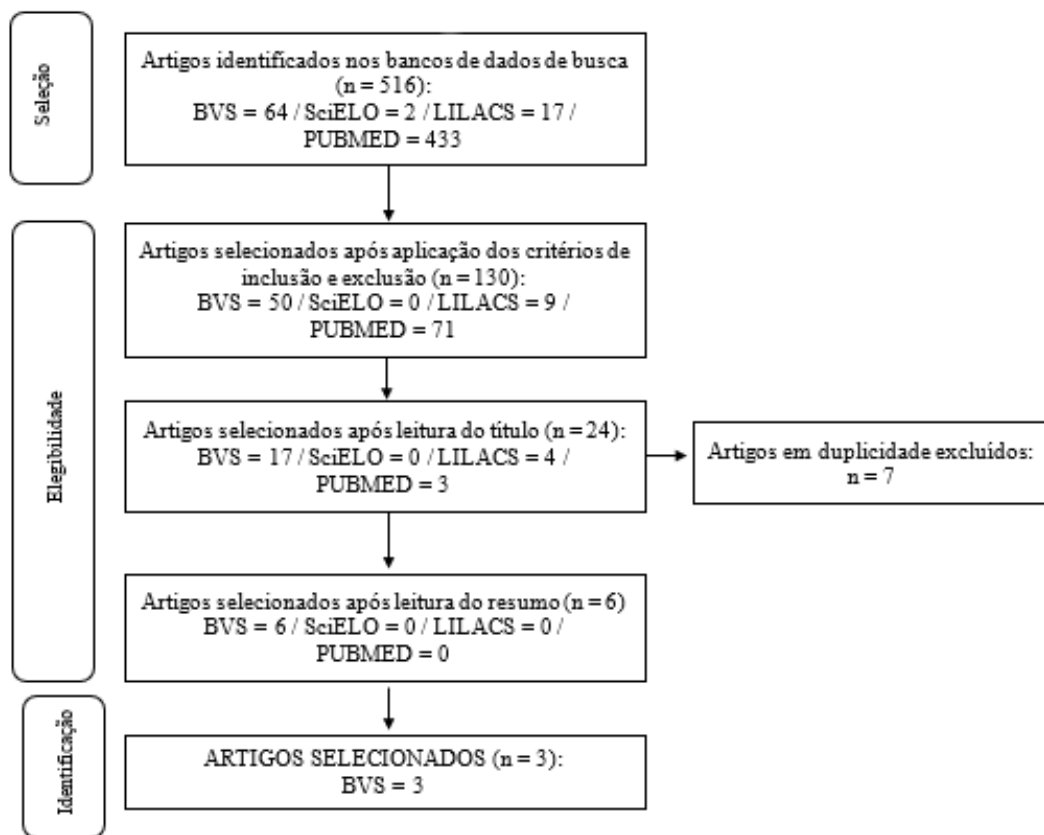 Seleção
Artigos identificados nos bancos de dados de busca
(n = 516):
BVS = 64 / SciELO = 2 / LILACS = 17 /
PUBMED = 433
Elegibilidade
Artigos selecionados após aplicação dos critérios de
inclusão e exclusão (n = 130):
BVS = 50 / SciELO = 0 / LILACS = 9 /
PUBMED = 71
Artigos selecionados após leitura do título (n = 24):
BVS = 17 / SciELO = 0 / LILACS = 4 /
PUBMED = 3
Artigos em duplicidade excluídos:
n = 7
Artigos selecionados após leitura do resumo (n = 6)
BVS = 6 / SciELO = 0 / LILACS = 0 /
PUBMED = 0
Identificação
ARTIGOS SELECIONADOS (n = 3):
BVS = 3